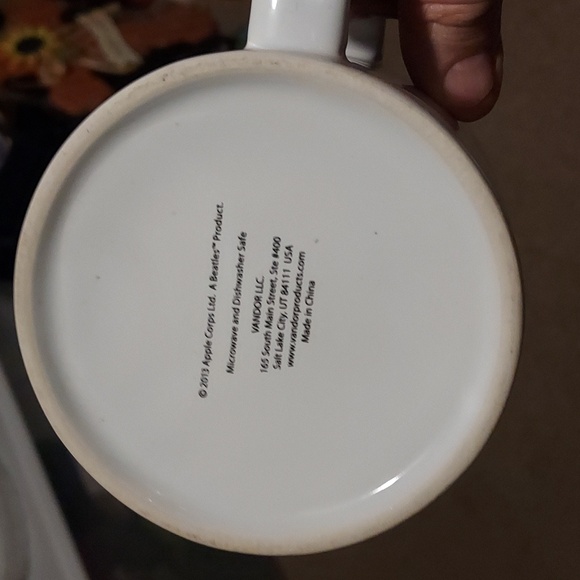 © 2013 Apple Corps Ltd. A Beatles™ Product.
Microwave and Dishwasher Safe
VANDOR LLC.
165 South Main Street, Ste #400
Salt Lake City, UT 84111 USA
www.vandorproducts.com
Made in China